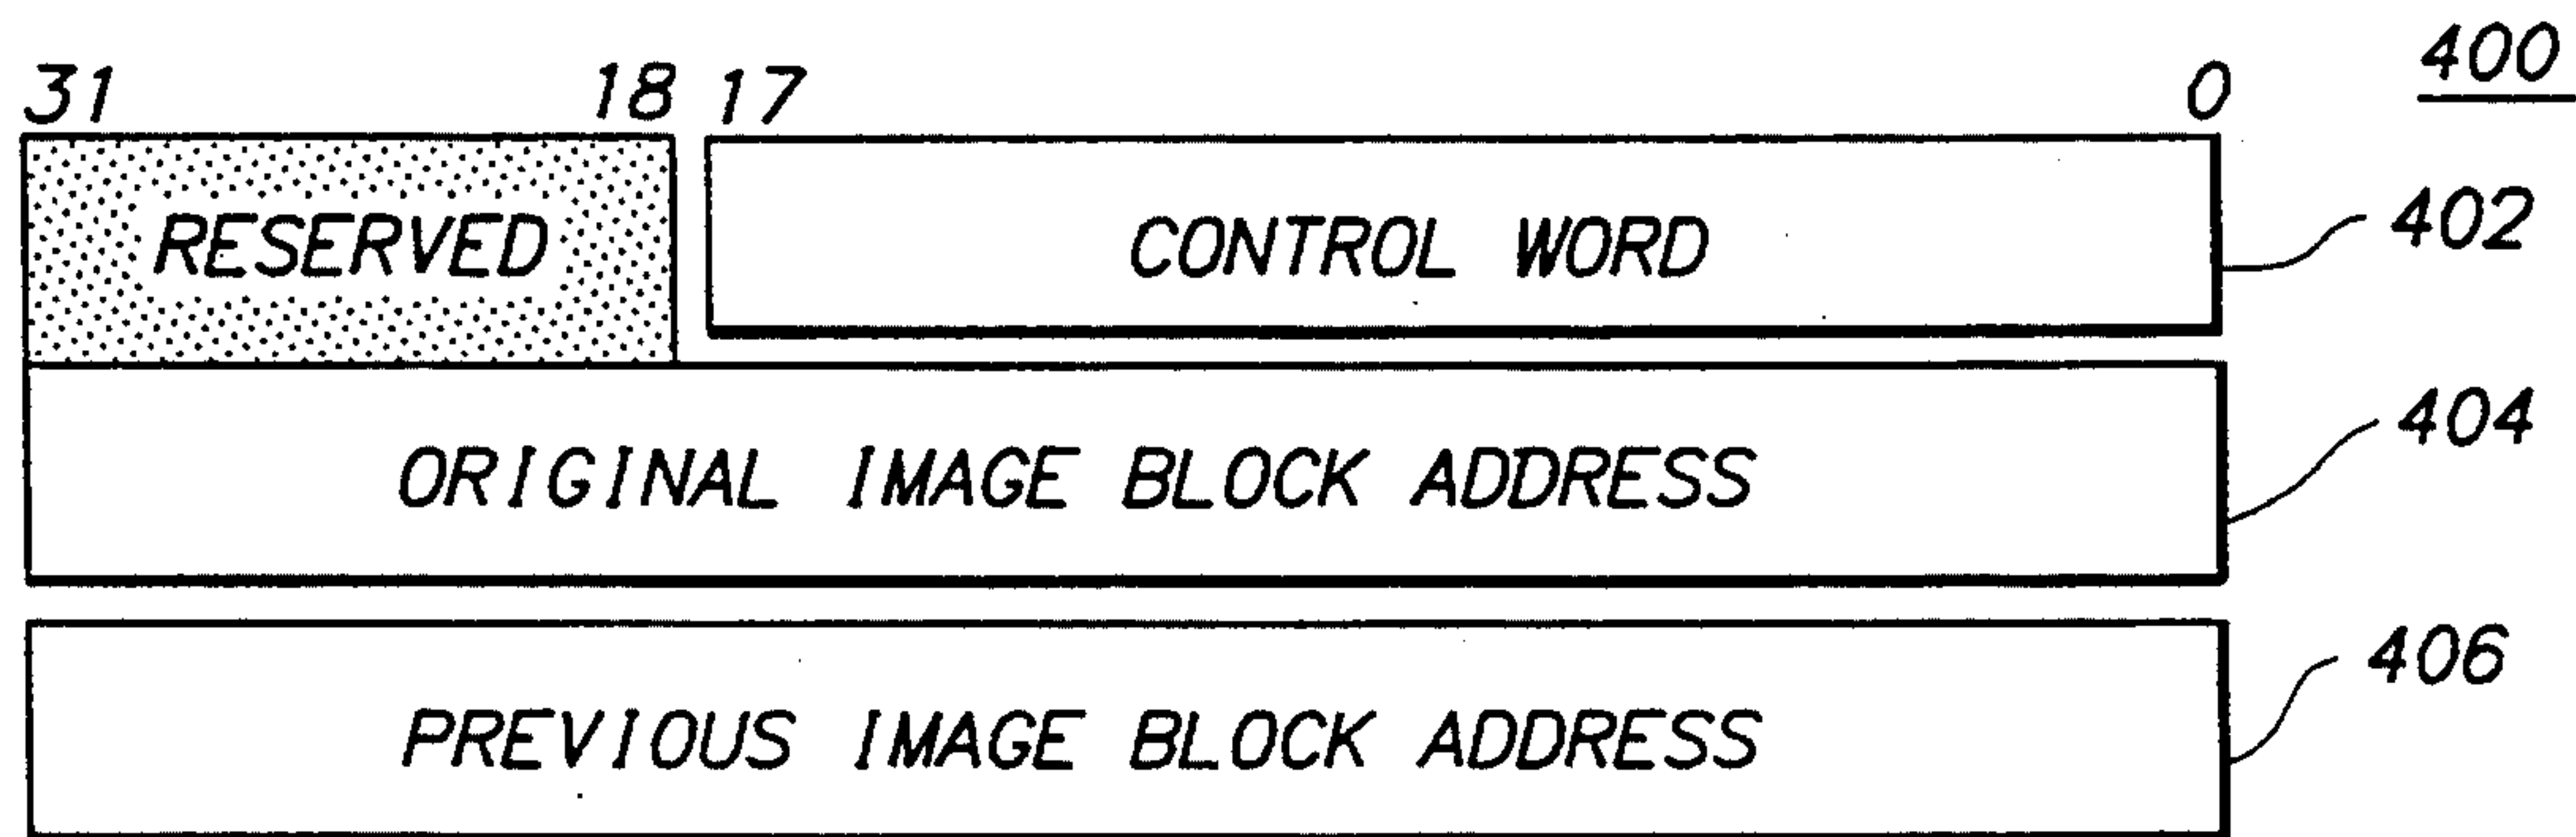 400
31 18 17 0
RESERVED CONTROL WORD 402
ORIGINAL IMAGE BLOCK ADDRESS 404
PREVIOUS IMAGE BLOCK ADDRESS 406